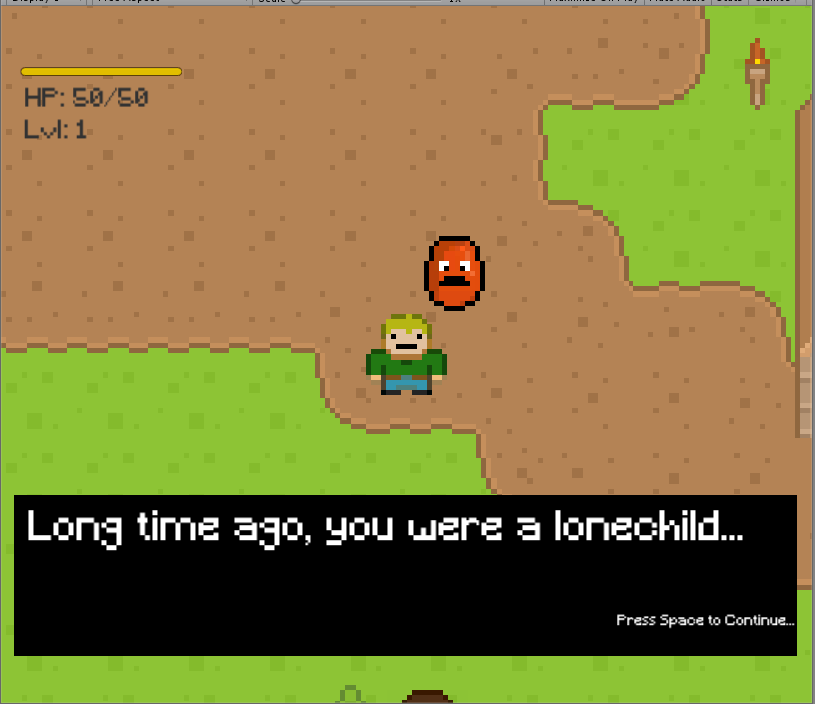 HP: 50/50
Lvl: 1
Long time ago, you were a lonechild...
Press Space to Continue...